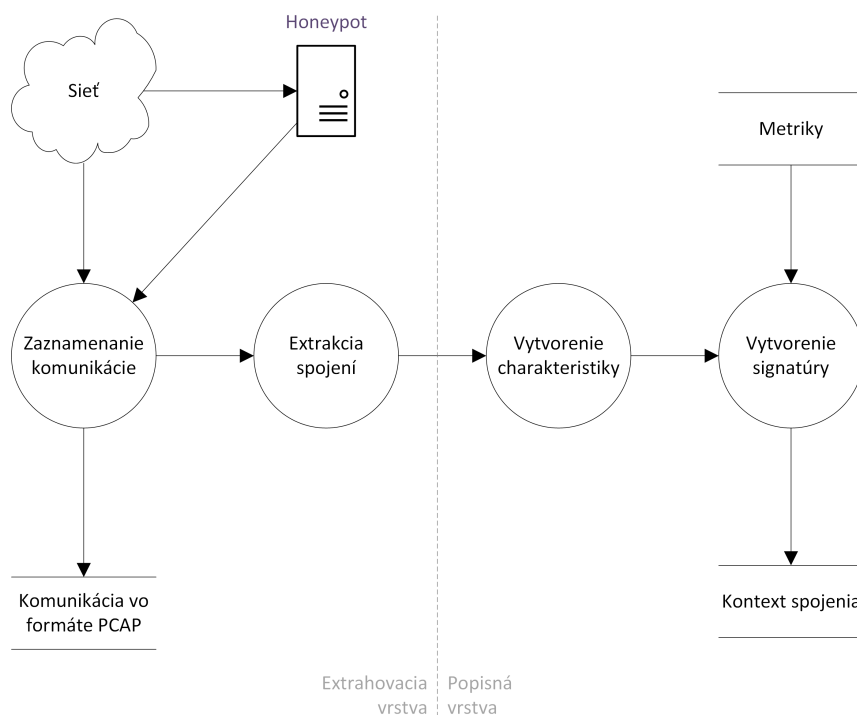 Honeypot
Sieť
Metriky
Zaznamenanie
komunikácie
Extrakcia
spojení
Vytvorenie
charakteristiky
Vytvorenie
signatúry
Komunikácia vo
formáte PCAP
Kontext spojenia
Extrahovacia
vrstva
Popisná
vrstva